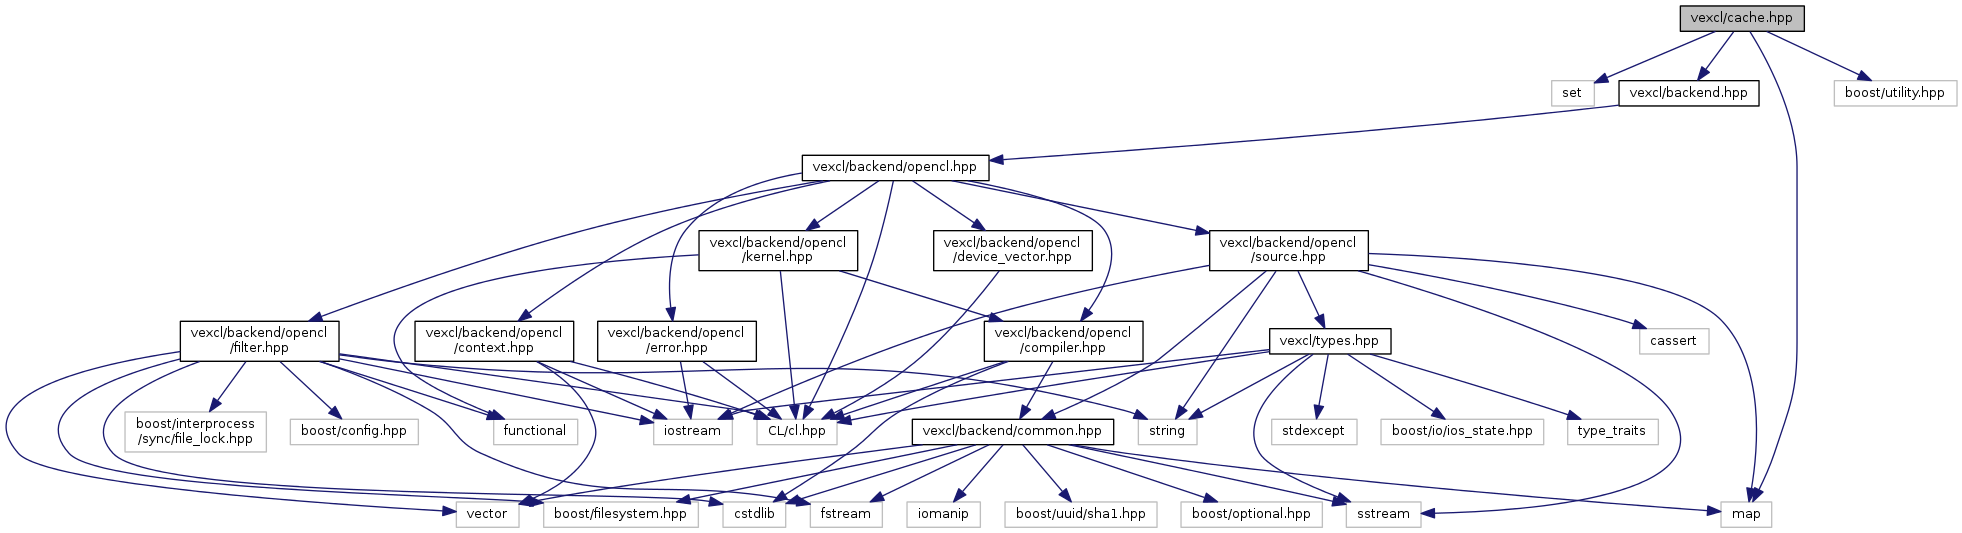 vexcl/cache.hpp
set
vexcl/backend.hpp
boost/utility.hpp
vexcl/backend/opencl.hpp
vexcl/backend/opencl
/kernel.hpp
vexcl/backend/opencl
/device_vector.hpp
vexcl/backend/opencl
/source.hpp
vexcl/backend/opencl
/filter.hpp
vexcl/backend/opencl
/context.hpp
vexcl/backend/opencl
/error.hpp
vexcl/backend/opencl
/compiler.hpp
vexcl/types.hpp
cassert
boost/interprocess
/sync/file_lock.hpp
boost/config.hpp
functional
iostream
CL/cl.hpp
vexcl/backend/common.hpp
string
stdexcept
boost/io/ios_state.hpp
type_traits
vector
boost/filesystem.hpp
cstdlib
fstream
iomanip
boost/uuid/sha1.hpp
boost/optional.hpp
sstream
map